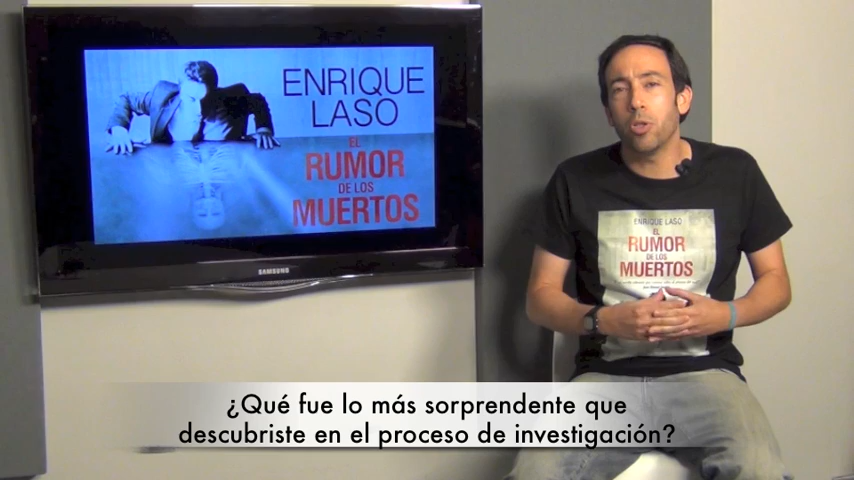 ENRIQUE
LASO
EL
RUMOR
DE LOS
MUERTOS
SAMSUNG
ENRIQUE LASO
EL
RUMOR
DE LOS
MUERTOS
¿Qué fue lo más sorprendente que
descubriste en el proceso de investigación?